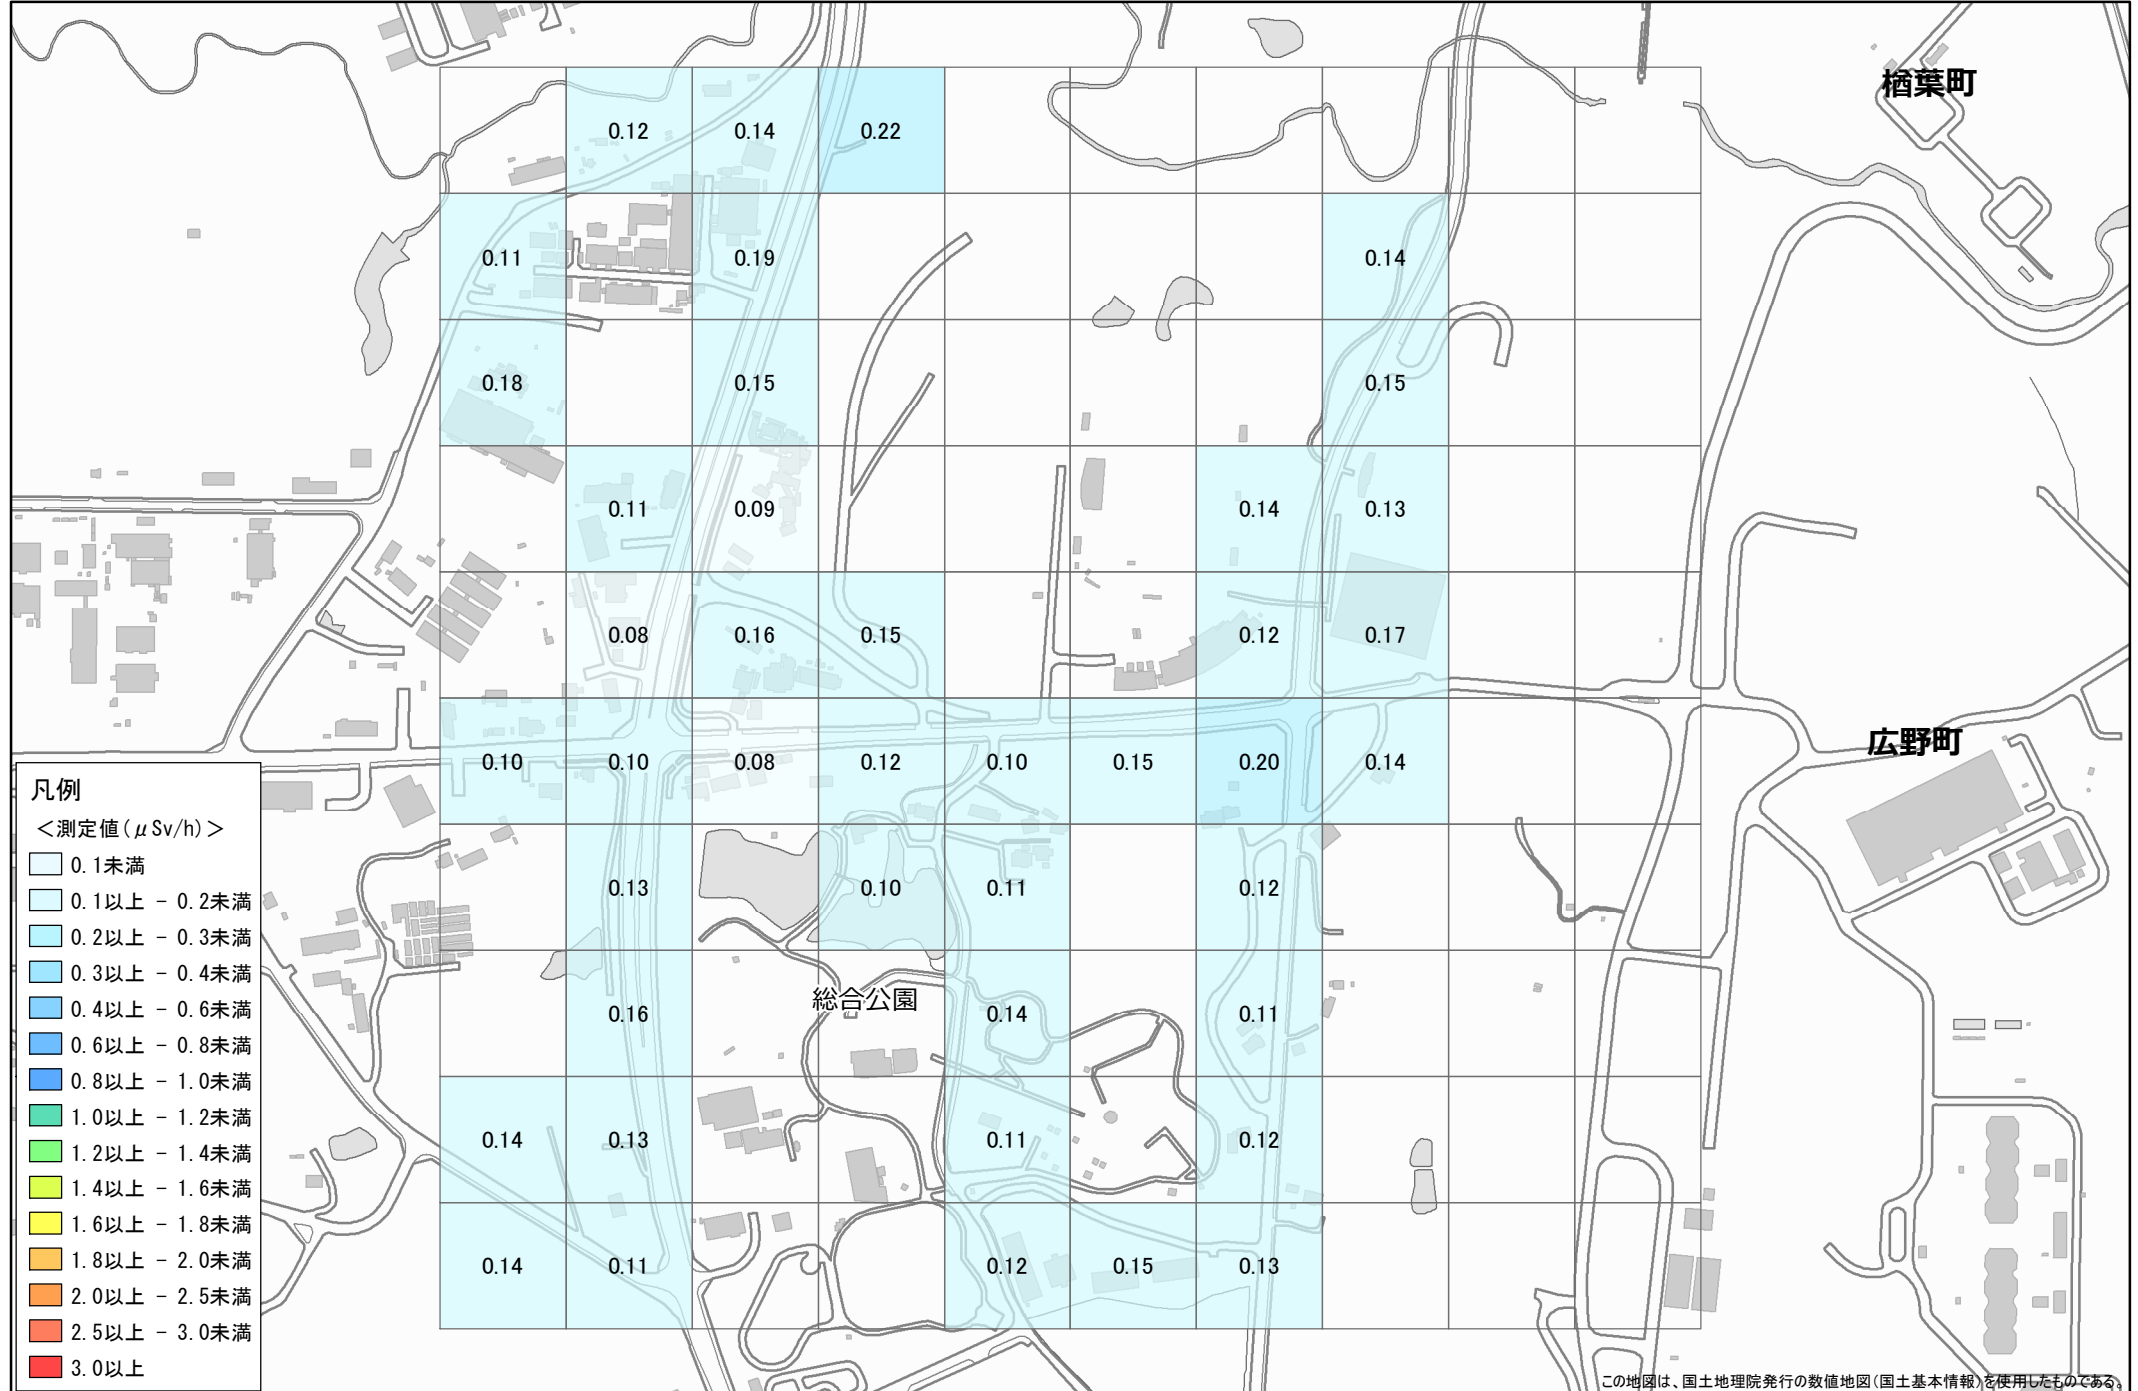 楢葉町
0.12 0.14 0.22
0.11 0.19 0.14
0.18 0.15 0.15
0.11 0.09 0.14 0.13
0.08 0.16 0.15 0.12 0.17
広野町
0.10 0.10 0.08 0.12 0.10 0.15 0.20 0.14
0.13 0.10 0.11 0.12
総合公園
0.16 0.14 0.11
0.14 0.13 0.11 0.12
0.14 0.11 0.12 0.15 0.13
凡例
＜測定値(μSv/h)＞
0.1未満
0.1以上 － 0.2未満
0.2以上 － 0.3未満
0.3以上 － 0.4未満
0.4以上 － 0.6未満
0.6以上 － 0.8未満
0.8以上 － 1.0未満
1.0以上 － 1.2未満
1.2以上 － 1.4未満
1.4以上 － 1.6未満
1.6以上 － 1.8未満
1.8以上 － 2.0未満
2.0以上 － 2.5未満
2.5以上 － 3.0未満
3.0以上
この地図は、国土地理院発行の数値地図(国土基本情報)を使用したものである。